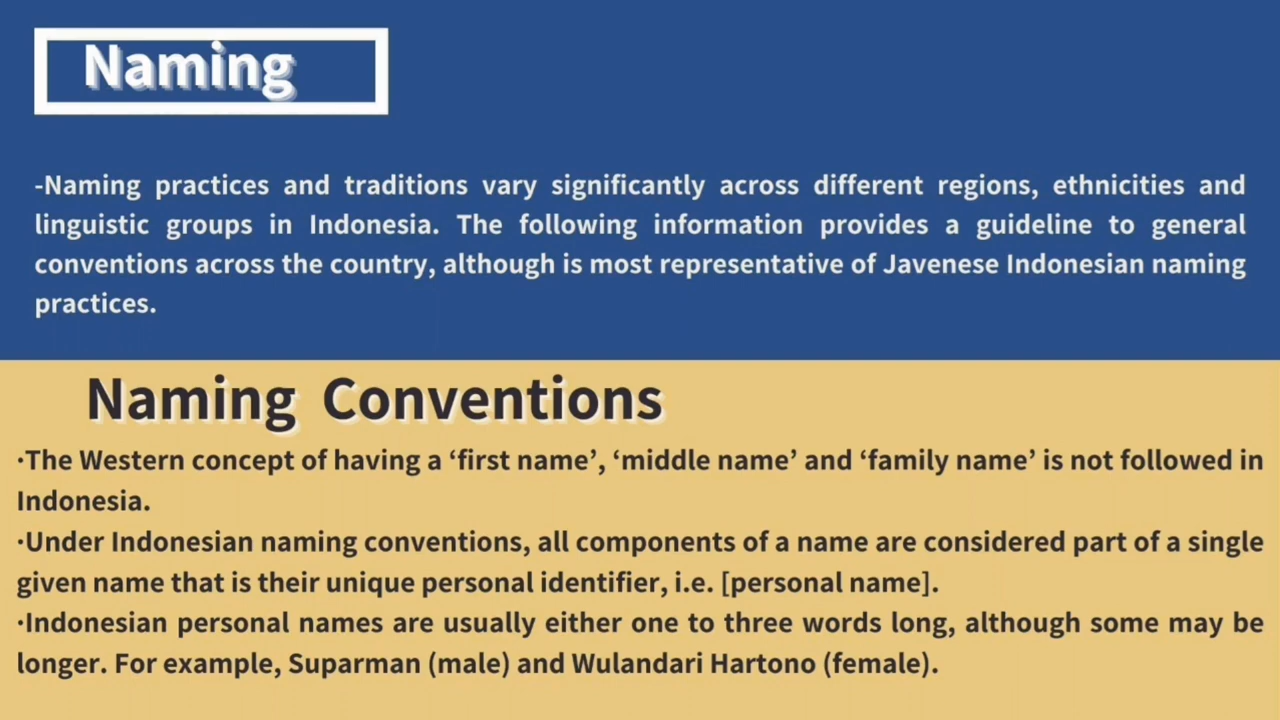 Naming
-Naming practices and traditions vary significantly across different regions, ethnicities and
linguistic groups in Indonesia. The following information provides a guideline to general
conventions across the country, although is most representative of Javenese Indonesian naming
practices.
Naming Conventions
·The Western concept of having a ‘first name’, ‘middle name’ and ‘family name’ is not followed in
Indonesia.
·Under Indonesian naming conventions, all components of a name are considered part of a single
given name that is their unique personal identifier, i.e. [personal name].
·Indonesian personal names are usually either one to three words long, although some may be
longer. For example, Suparman (male) and Wulandari Hartono (female).